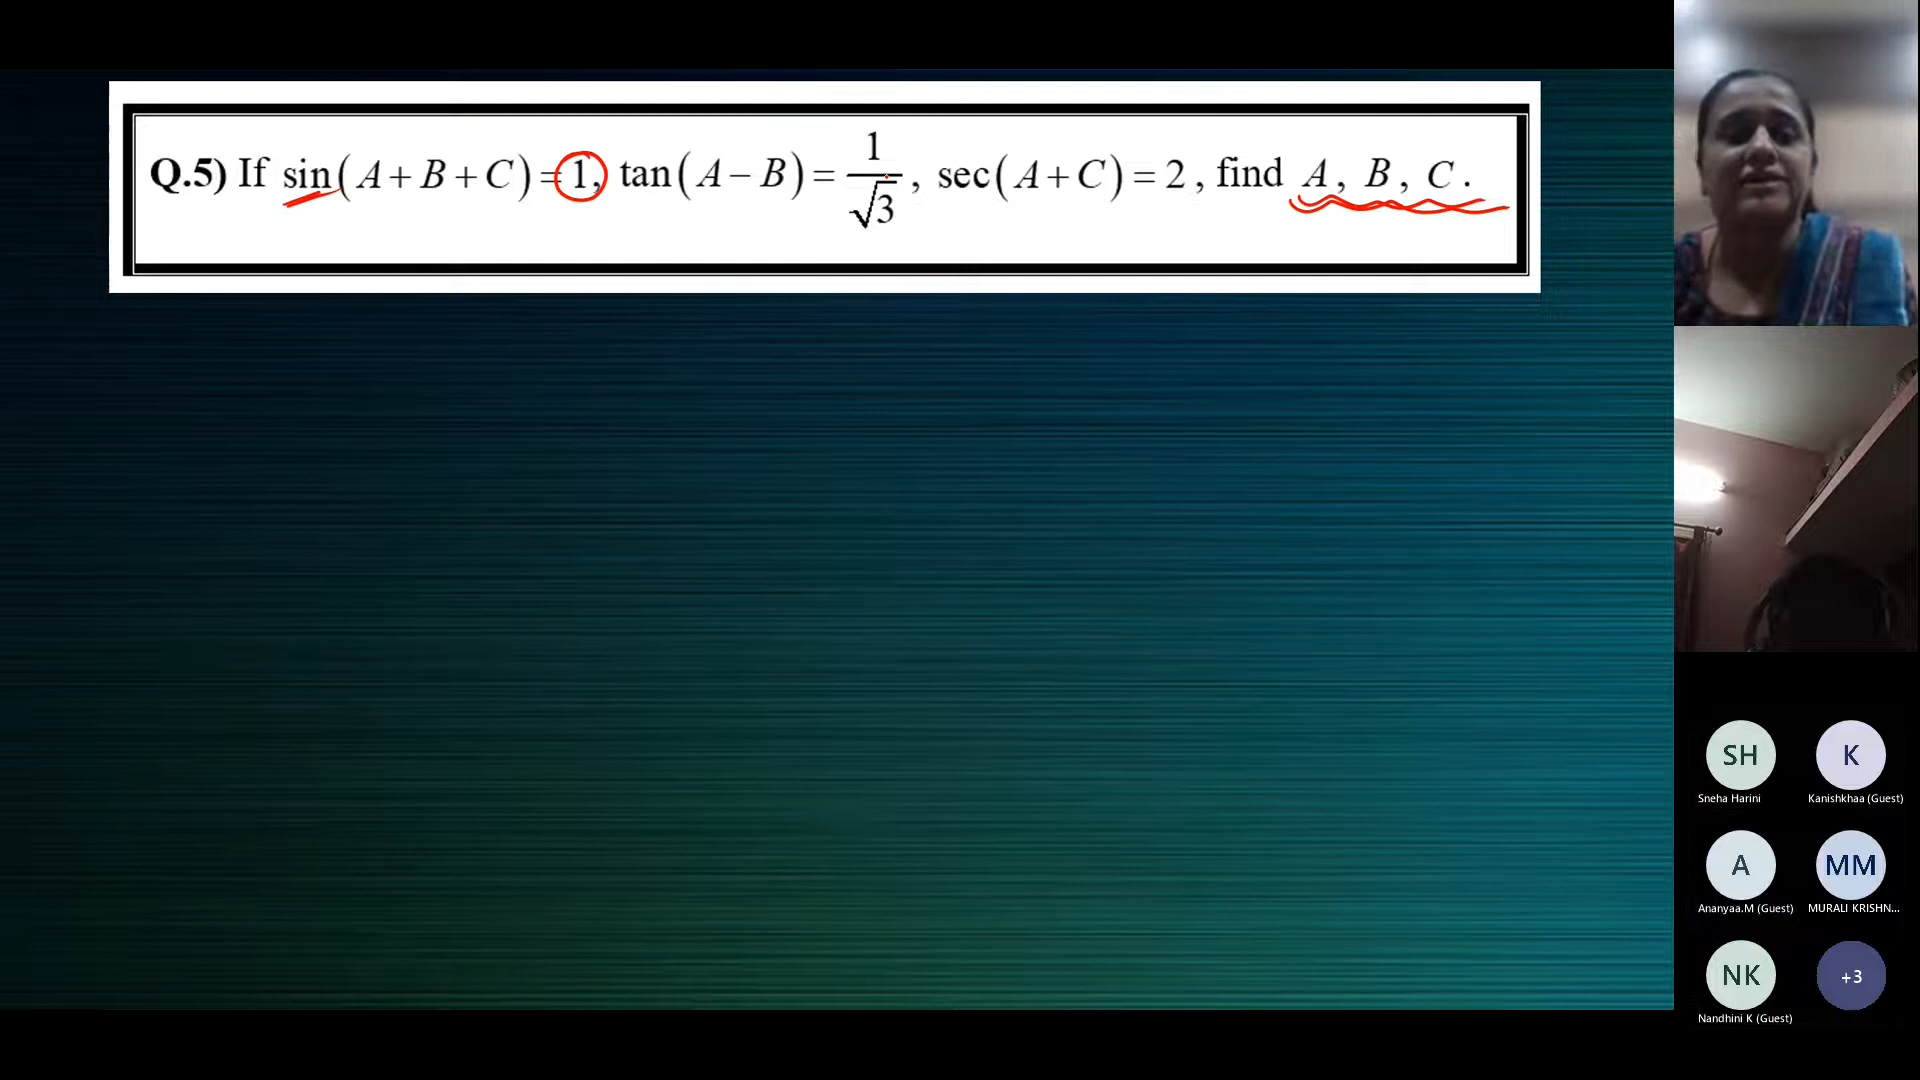 Q.5) If sin(A+B+C)=1, tan(A−B)=1/√3, sec(A+C)=2, find A, B, C.
SH K
Sneha Harini Kanishkhaa (Guest)
A MM
Ananyaa.M (Guest) MURALI KRISHN...
NK +3
Nandhini K (Guest)